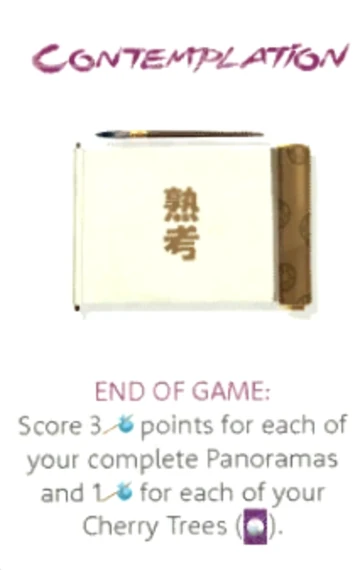 CONTEMPLATION
熟
考
END OF GAME:
Score 3 points for each of
your complete Panoramas
and 1 for each of your
Cherry Trees ( ).